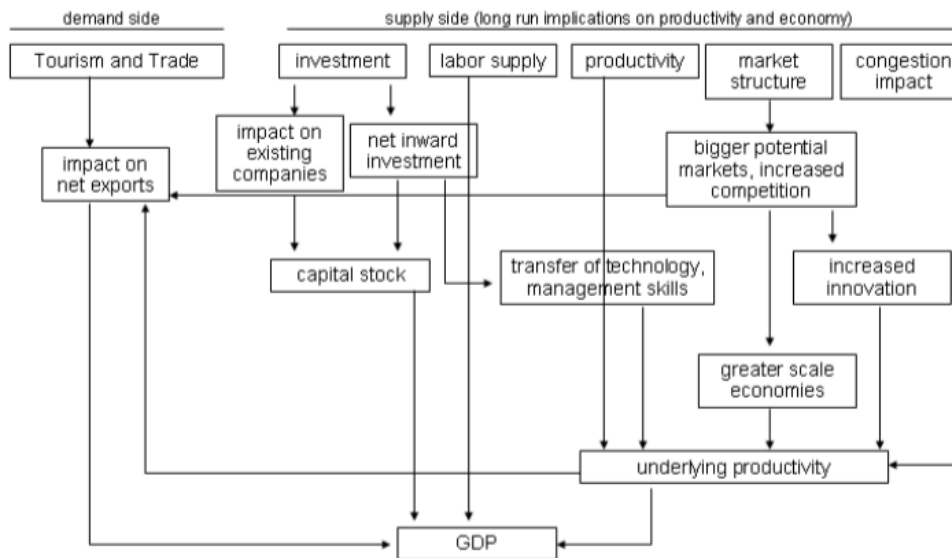 demand side
supply side (long run implications on productivity and economy)
Tourism and Trade
investment
labor supply
productivity
market
structure
congestion
impact
impact on
existing
companies
net inward
investment
bigger potential
markets, increased
competition
impact on
net exports
capital stock
transfer of technology,
management skills
increased
innovation
greater scale
economies
underlying productivity
GDP